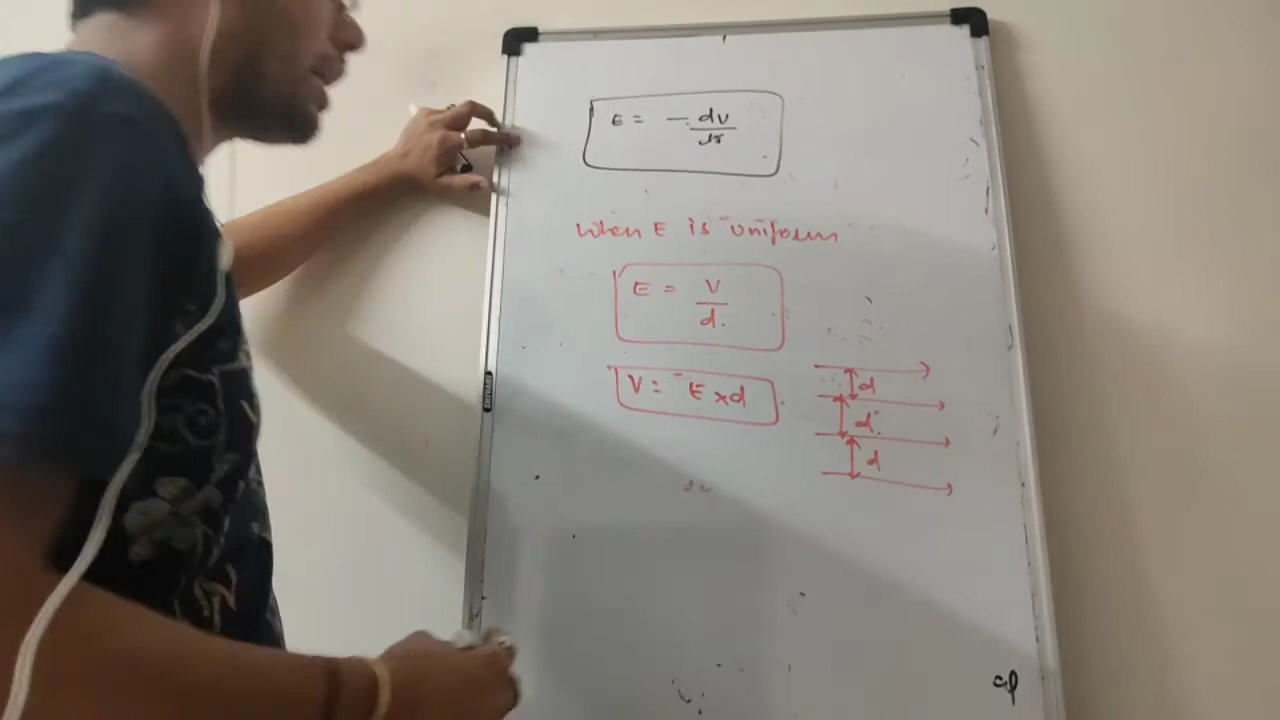 E = - dv/dr
When E is uniform
E = V/d
V = E x d
d
d
d